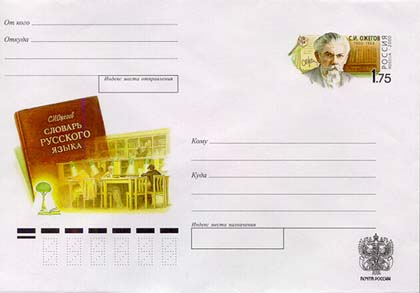 От кого
Откуда
Индекс места отправления
С.И. ОЖЕГОВ
1900-1964
РОССИЯ
2000
1.75
С.И.Ожегов
СЛОВАРЬ
РУССКОГО
ЯЗЫКА
Кому
Куда
Индекс места назначения
ПОЧТА РОССИИ